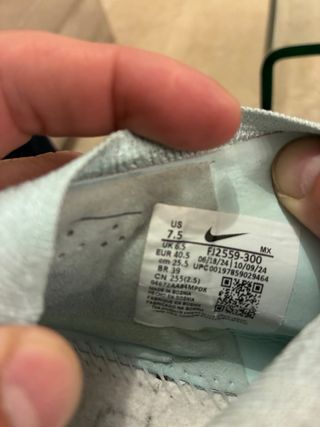 US
7.5
UK 6.5
EUR 40.5
cm 25.5
BR 39
CN 255(2.5)
MX
FJ2559-300
06/18/24 10/09/24
UPC 00197859029464
MADE IN BOSNIA